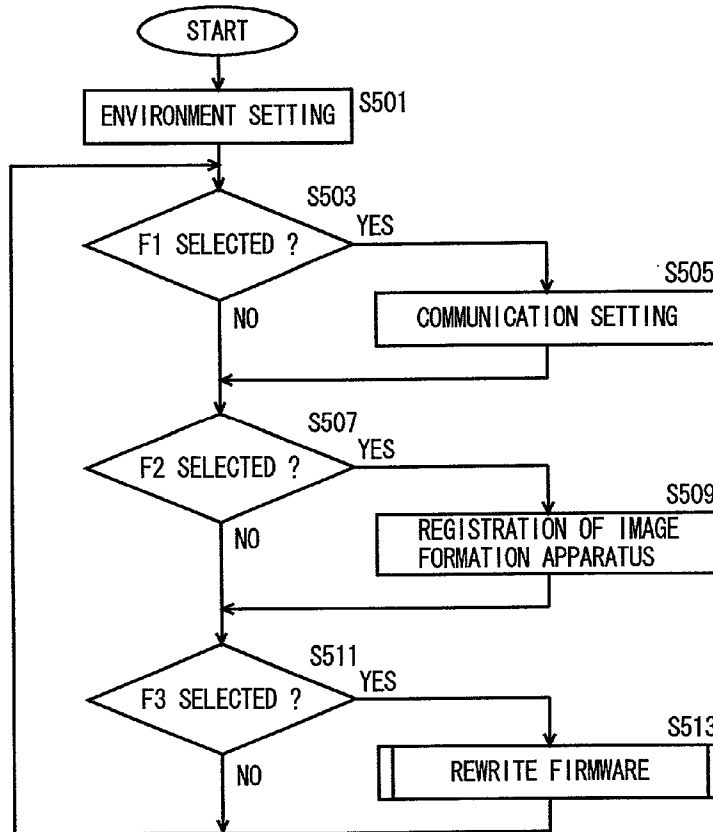 START
ENVIRONMENT SETTING
S501
S503
F1 SELECTED ?
YES
NO
S505
COMMUNICATION SETTING
S507
F2 SELECTED ?
YES
NO
S509
REGISTRATION OF IMAGE
FORMATION APPARATUS
S511
F3 SELECTED ?
YES
NO
S513
REWRITE FIRMWARE